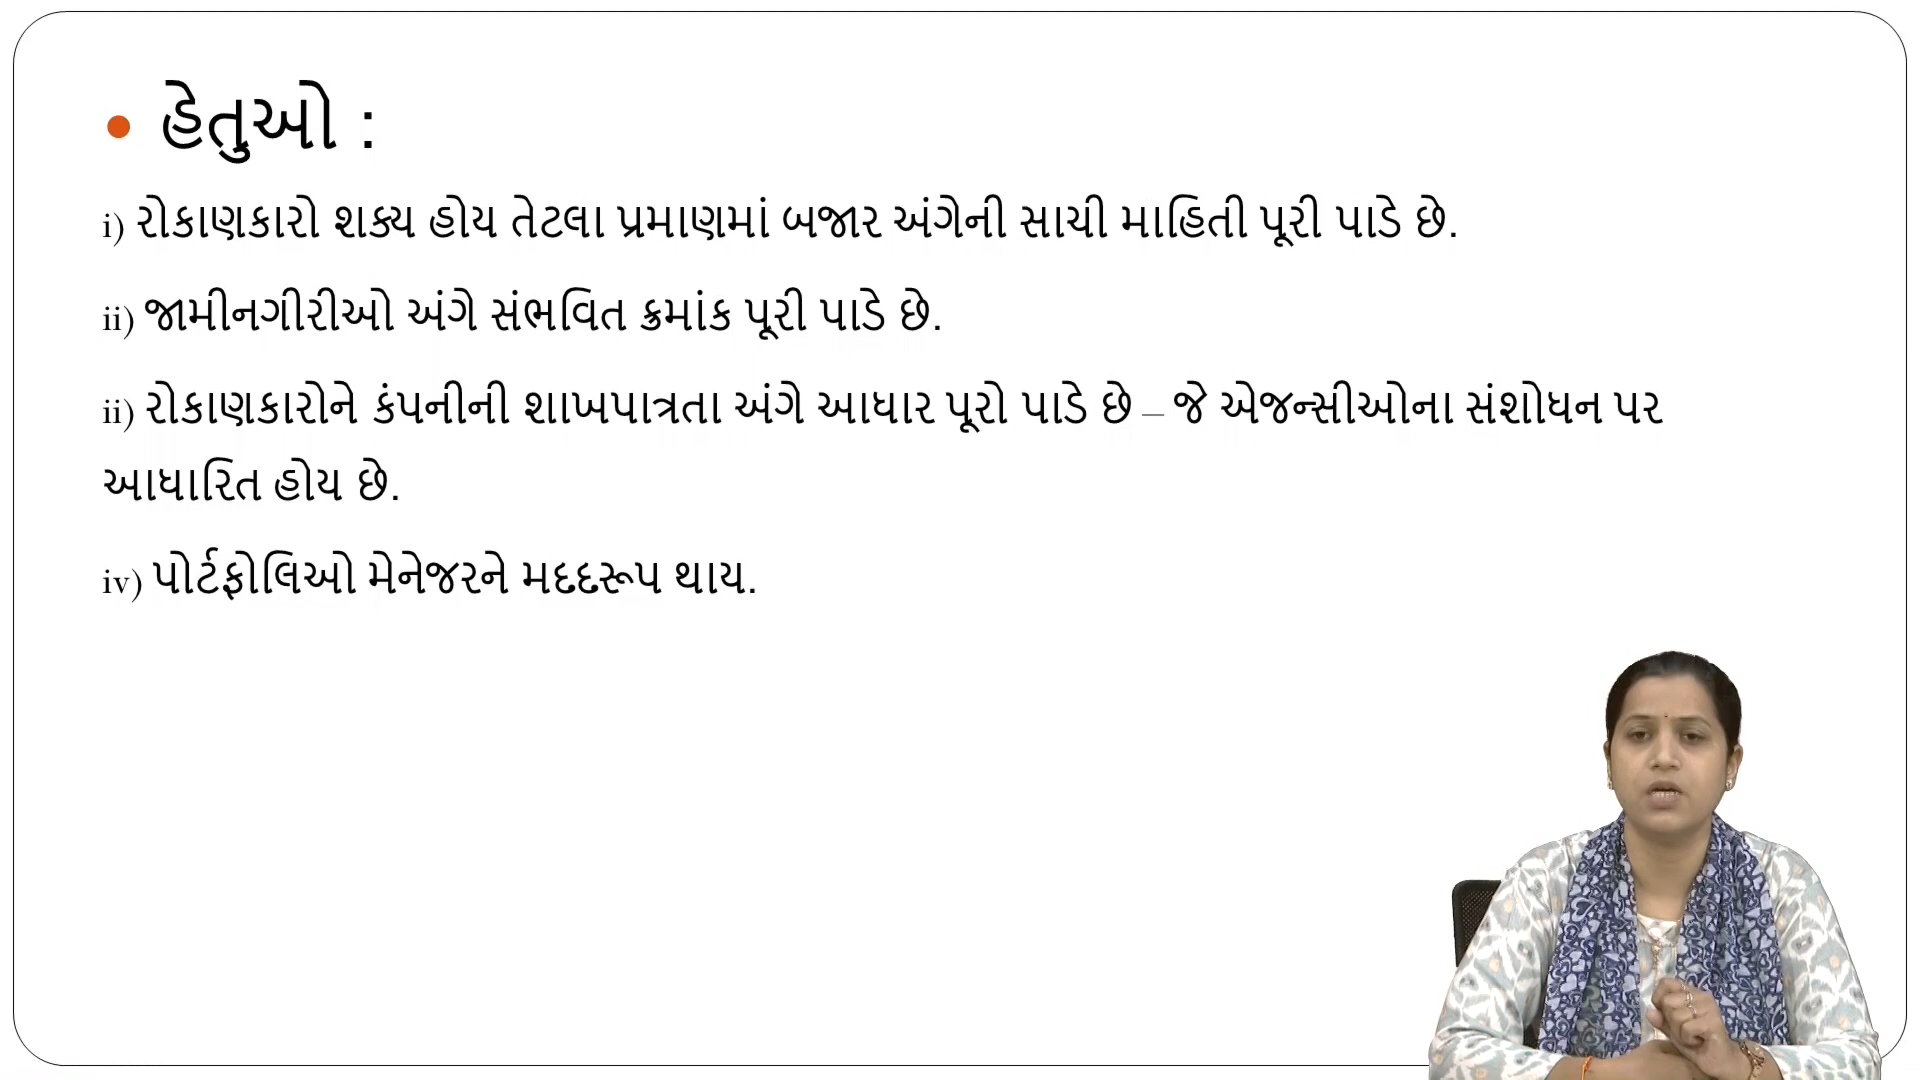 • હેતુઓ :
i) રોકાણકારો શક્ય હોય તેટલા પ્રમાણમાં બજાર અંગેની સાચી માહિતી પૂરી પાડે છે.
ii) જામીનગીરીઓ અંગે સંભવિત ક્રમાંક પૂરી પાડે છે.
ii) રોકાણકારોને કંપનીની શાખપાત્રતા અંગે આધાર પૂરો પાડે છે – જે એજન્સીઓના સંશોધન પર
આધારિત હોય છે.
iv) પોર્ટફોલિઓ મેનેજરને મદદરૂપ થાય.